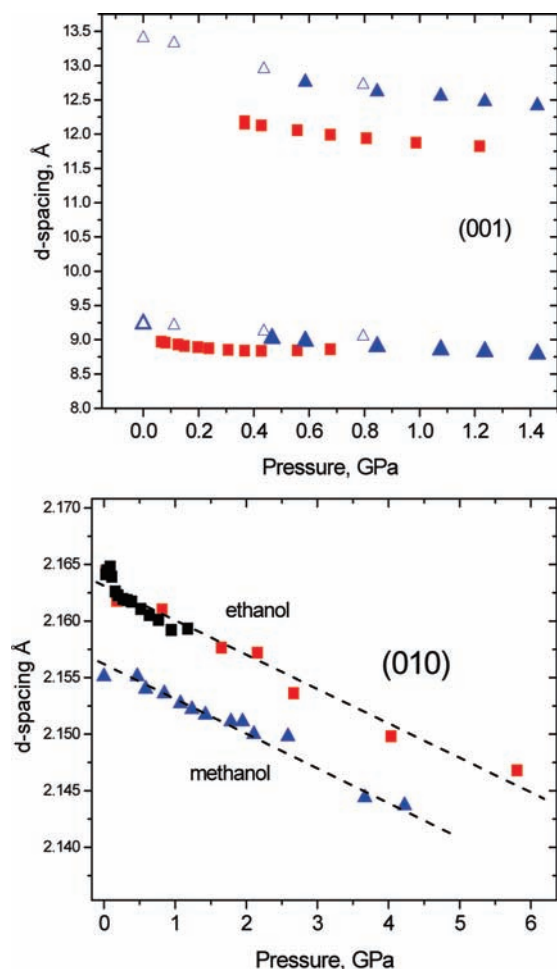 13.5
13.0
12.5
12.0
11.5
11.0
10.5
10.0
9.5
9.0
8.5
8.0
d-spacing, Å
(001)
0.0 0.2 0.4 0.6 0.8 1.0 1.2 1.4
Pressure, GPa
2.170
2.165
2.160
2.155
2.150
2.145
2.140
d-spacing Å
ethanol
(010)
methanol
0 1 2 3 4 5 6
Pressure, GPa